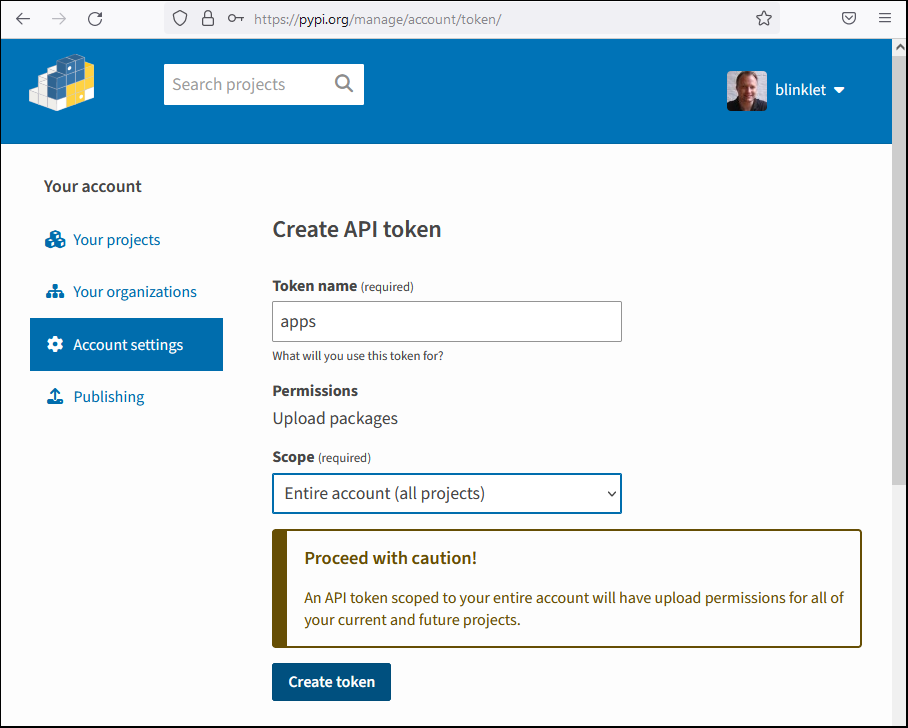 https://pypi.org/manage/account/token/
Search projects
blinklet
Your account
Your projects
Your organizations
Account settings
Publishing
Create API token
Token name (required)
apps
What will you use this token for?
Permissions
Upload packages
Scope (required)
Entire account (all projects)
Proceed with caution!
An API token scoped to your entire account will have upload permissions for all of
your current and future projects.
Create token